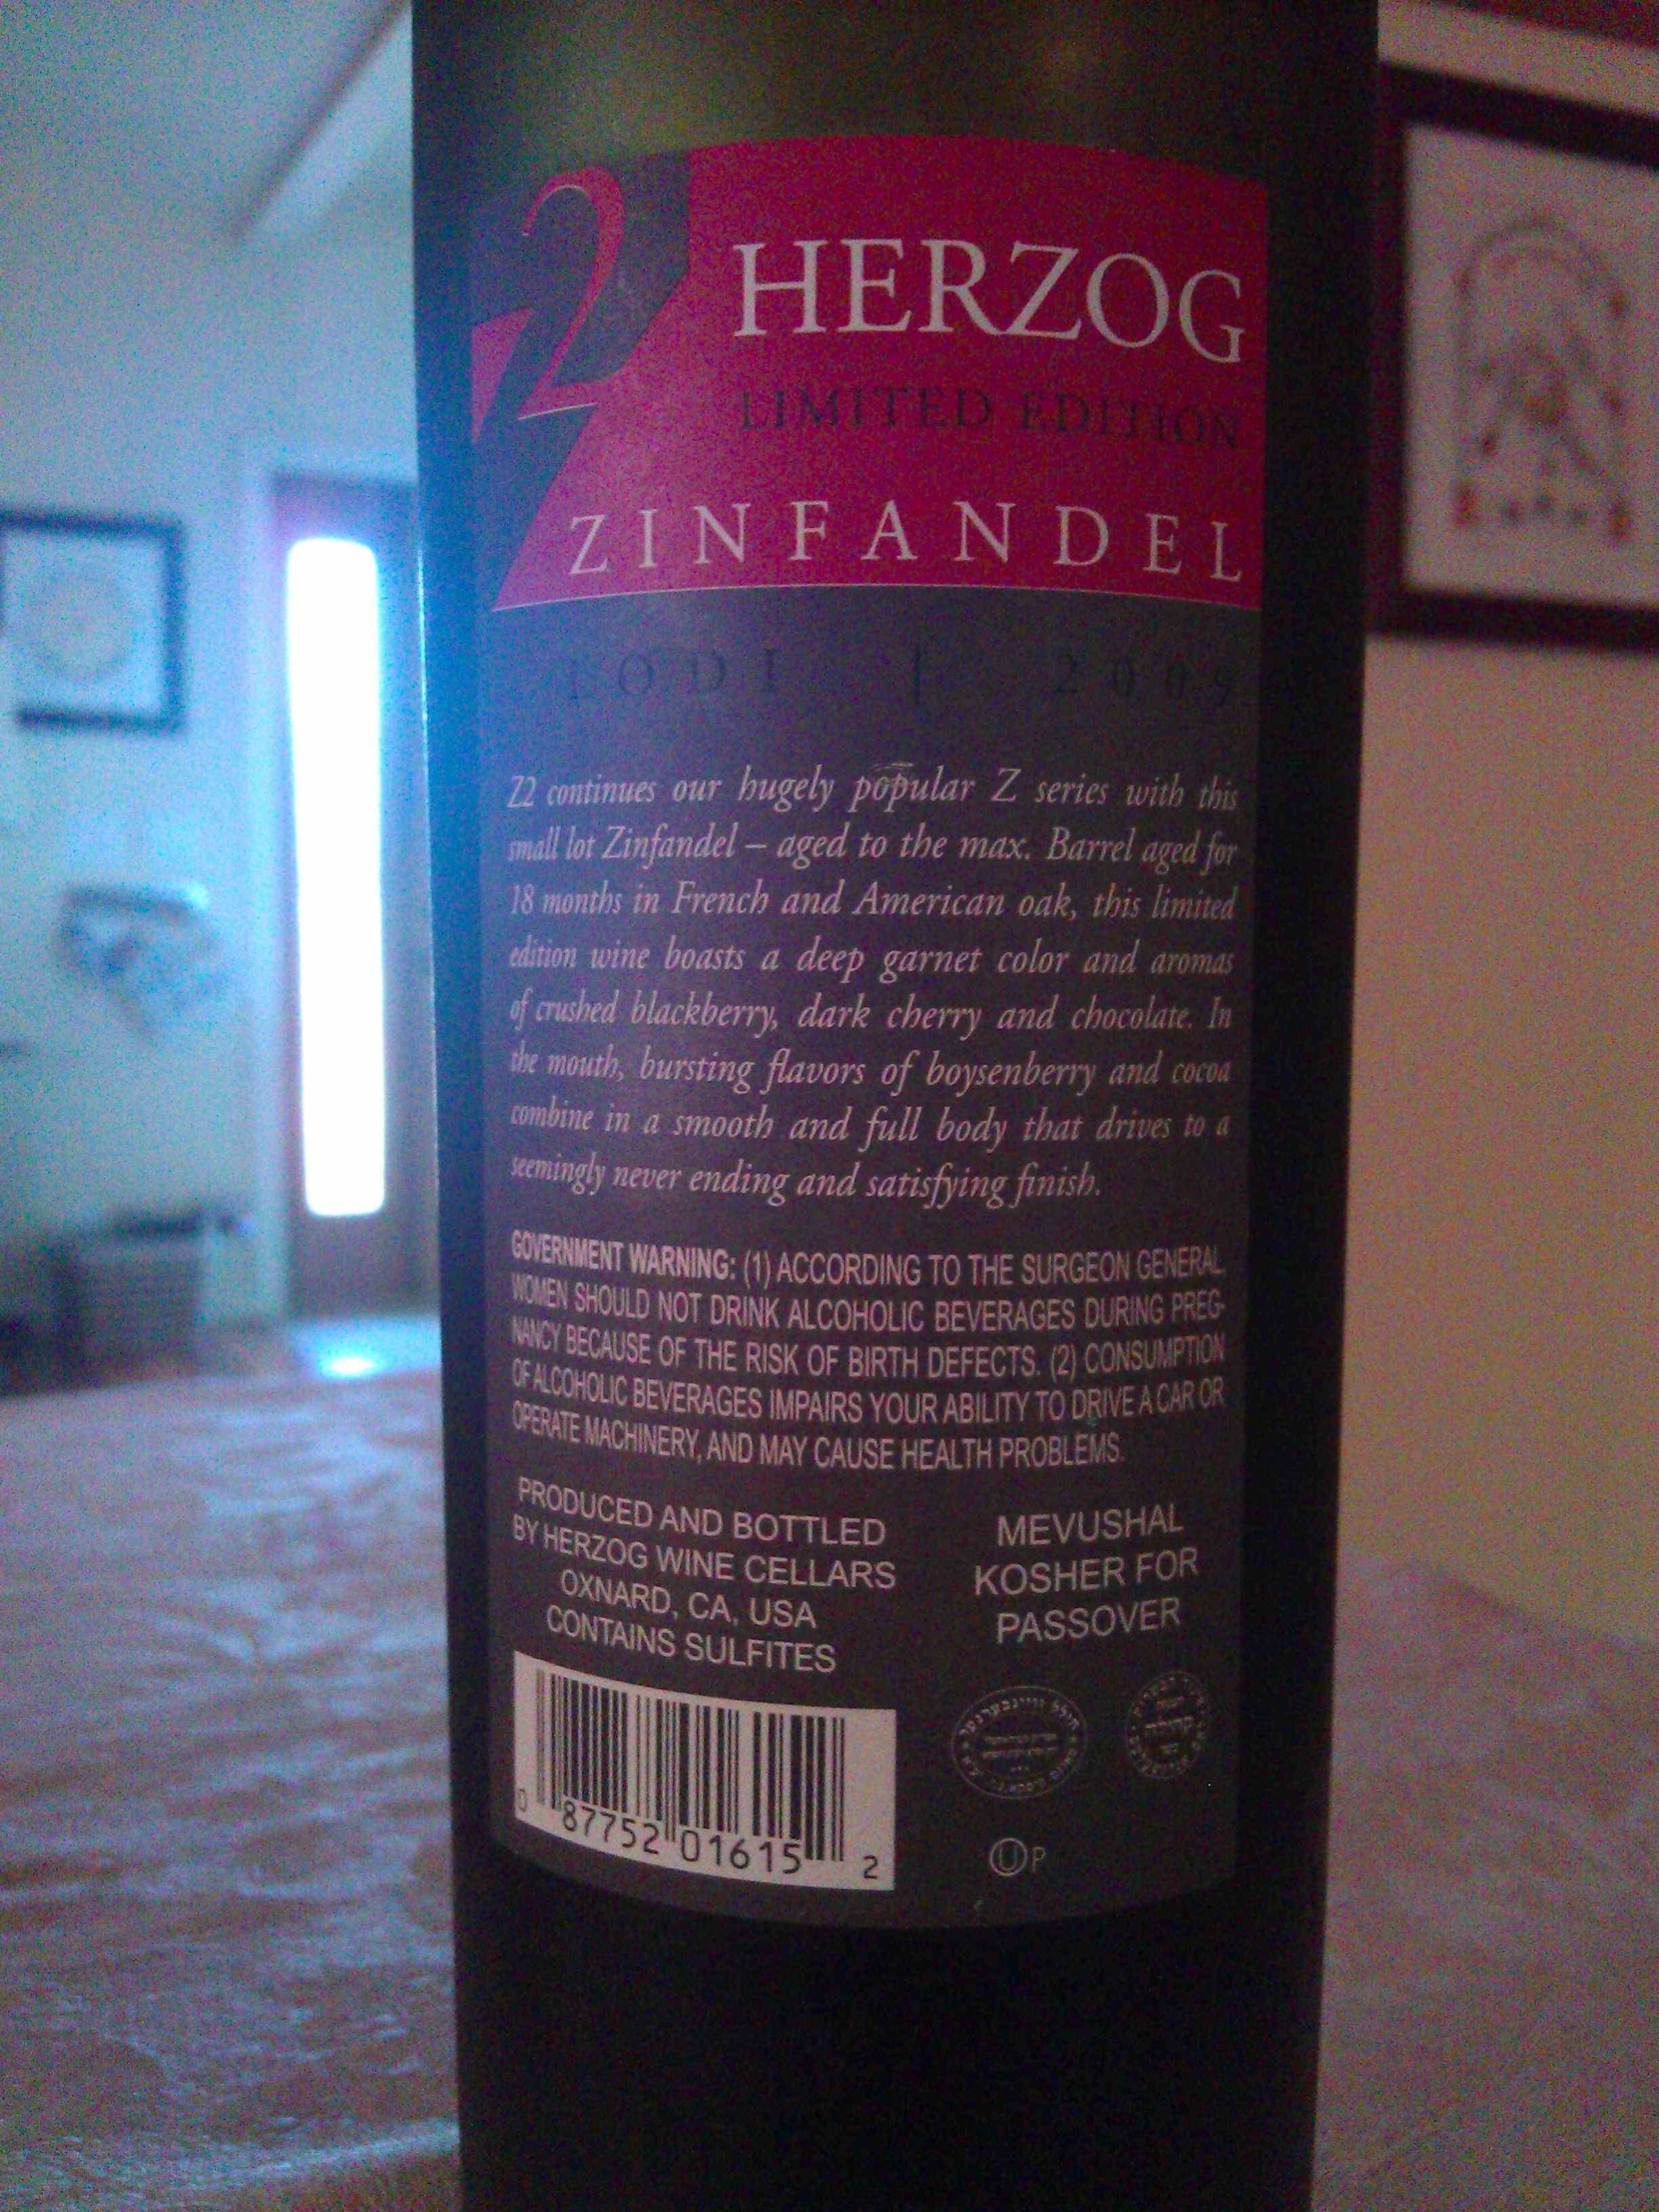 2
HERZOG
LIMITED EDITION
ZINFANDEL
LODI | 2009
Z2 continues our hugely popular Z series with this
small lot Zinfandel – aged to the max. Barrel aged for
18 months in French and American oak, this limited
edition wine boasts a deep garnet color and aromas
of crushed blackberry, dark cherry and chocolate. In
the mouth, bursting flavors of boysenberry and cocoa
combine in a smooth and full body that drives to a
seemingly never ending and satisfying finish.
GOVERNMENT WARNING: (1) ACCORDING TO THE SURGEON GENERAL,
WOMEN SHOULD NOT DRINK ALCOHOLIC BEVERAGES DURING PREG-
NANCY BECAUSE OF THE RISK OF BIRTH DEFECTS. (2) CONSUMPTION
OF ALCOHOLIC BEVERAGES IMPAIRS YOUR ABILITY TO DRIVE A CAR OR
OPERATE MACHINERY, AND MAY CAUSE HEALTH PROBLEMS.
PRODUCED AND BOTTLED
BY HERZOG WINE CELLARS
OXNARD, CA, USA
CONTAINS SULFITES
MEVUSHAL
KOSHER FOR
PASSOVER
0 87752 01615 2
UP